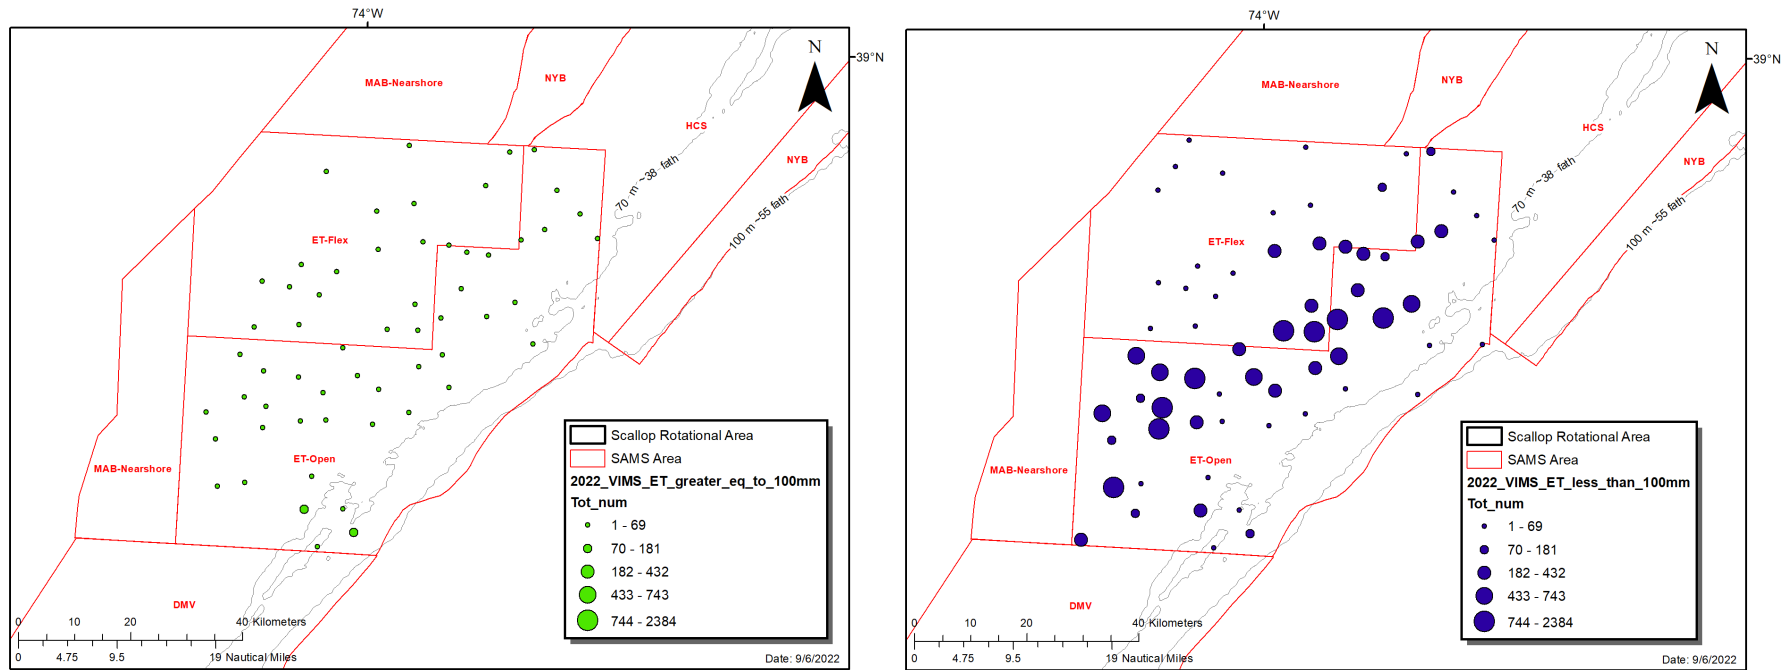 74°W
39°N
N
MAB-Nearshore
NYB
HCS
NYB
70 m ~38 fath
100 m ~55 fath
ET-Flex
ET-Open
MAB-Nearshore
DMV
Scallop Rotational Area
SAMS Area
2022_VIMS_ET_greater_eq_to_100mm
Tot_num
1 - 69
70 - 181
182 - 432
433 - 743
744 - 2384
0 10 20 40 Kilometers
0 4.75 9.5 19 Nautical Miles
Date: 9/6/2022
74°W
39°N
N
MAB-Nearshore
NYB
HCS
NYB
70 m ~38 fath
100 m ~55 fath
ET-Flex
ET-Open
MAB-Nearshore
DMV
Scallop Rotational Area
SAMS Area
2022_VIMS_ET_less_than_100mm
Tot_num
1 - 69
70 - 181
182 - 432
433 - 743
744 - 2384
0 10 20 40 Kilometers
0 4.75 9.5 19 Nautical Miles
Date: 9/6/2022